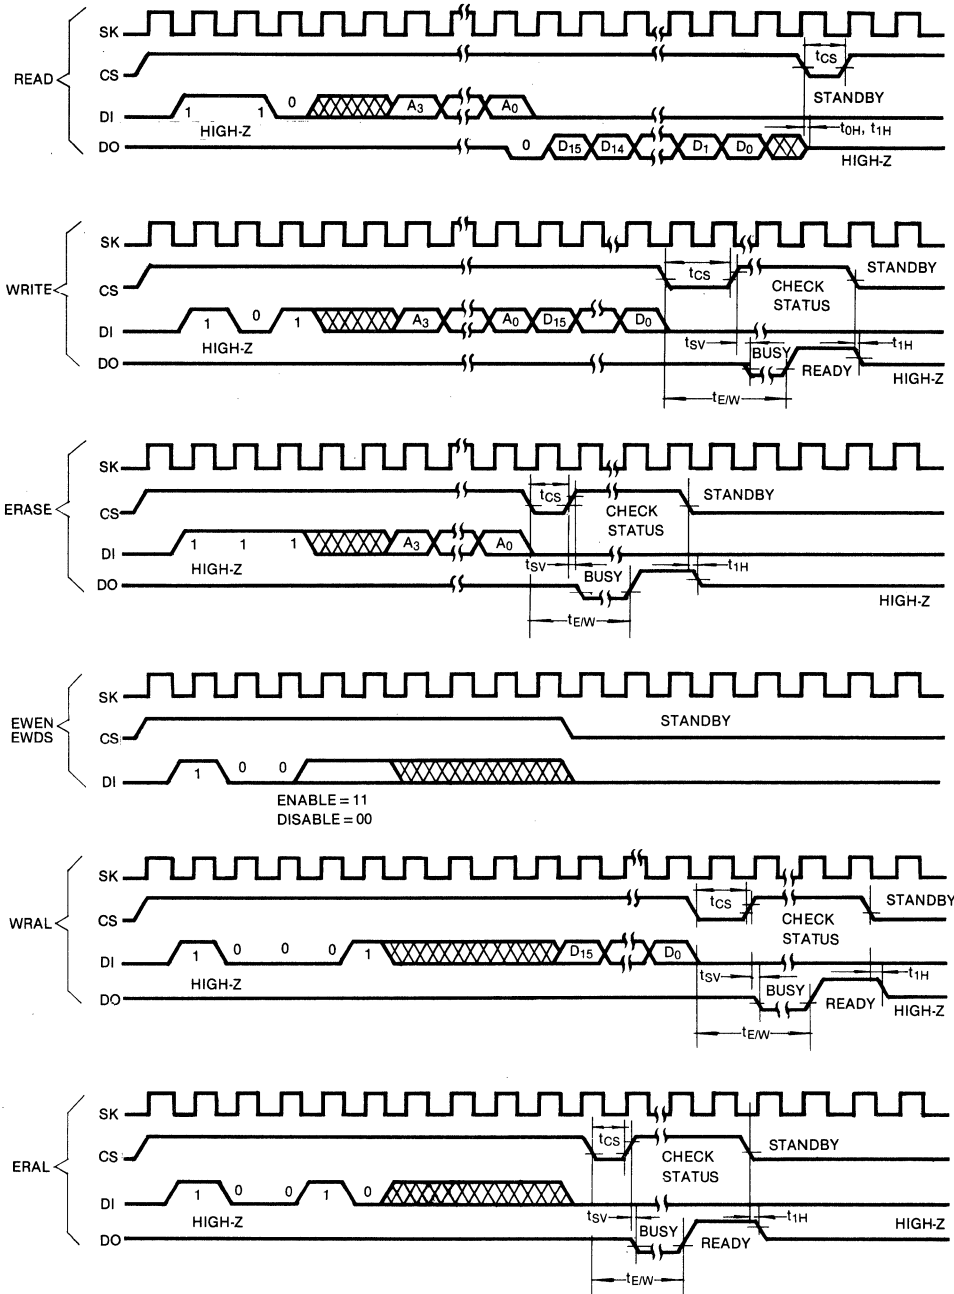 SK
tCS
READ
CS
STANDBY
DI 1 1 0 A3 A0
HIGH-Z
tOH, t1H
DO 0 D15 D14 D1 D0
HIGH-Z
SK
tCS
STANDBY
WRITE
CS
CHECK
STATUS
DI 1 0 1 A3 A0 D15 D0
HIGH-Z
tSV BUSY t1H
DO
READY
HIGH-Z
tE/W
SK
tCS
STANDBY
ERASE
CS
CHECK
STATUS
DI 1 1 1 A3 A0
HIGH-Z
tSV BUSY t1H
DO
HIGH-Z
tE/W
SK
EWEN
EWDS
CS
STANDBY
DI 1 0 0
ENABLE = 11
DISABLE = 00
SK
tCS
STANDBY
WRAL
CS
CHECK
STATUS
DI 1 0 0 0 1 D15 D0
HIGH-Z
tSV BUSY t1H
DO
READY
HIGH-Z
tE/W
SK
tCS
STANDBY
ERAL
CS
CHECK
STATUS
DI 1 0 0 1 0
HIGH-Z
tSV BUSY t1H
HIGH-Z
DO
READY
tE/W